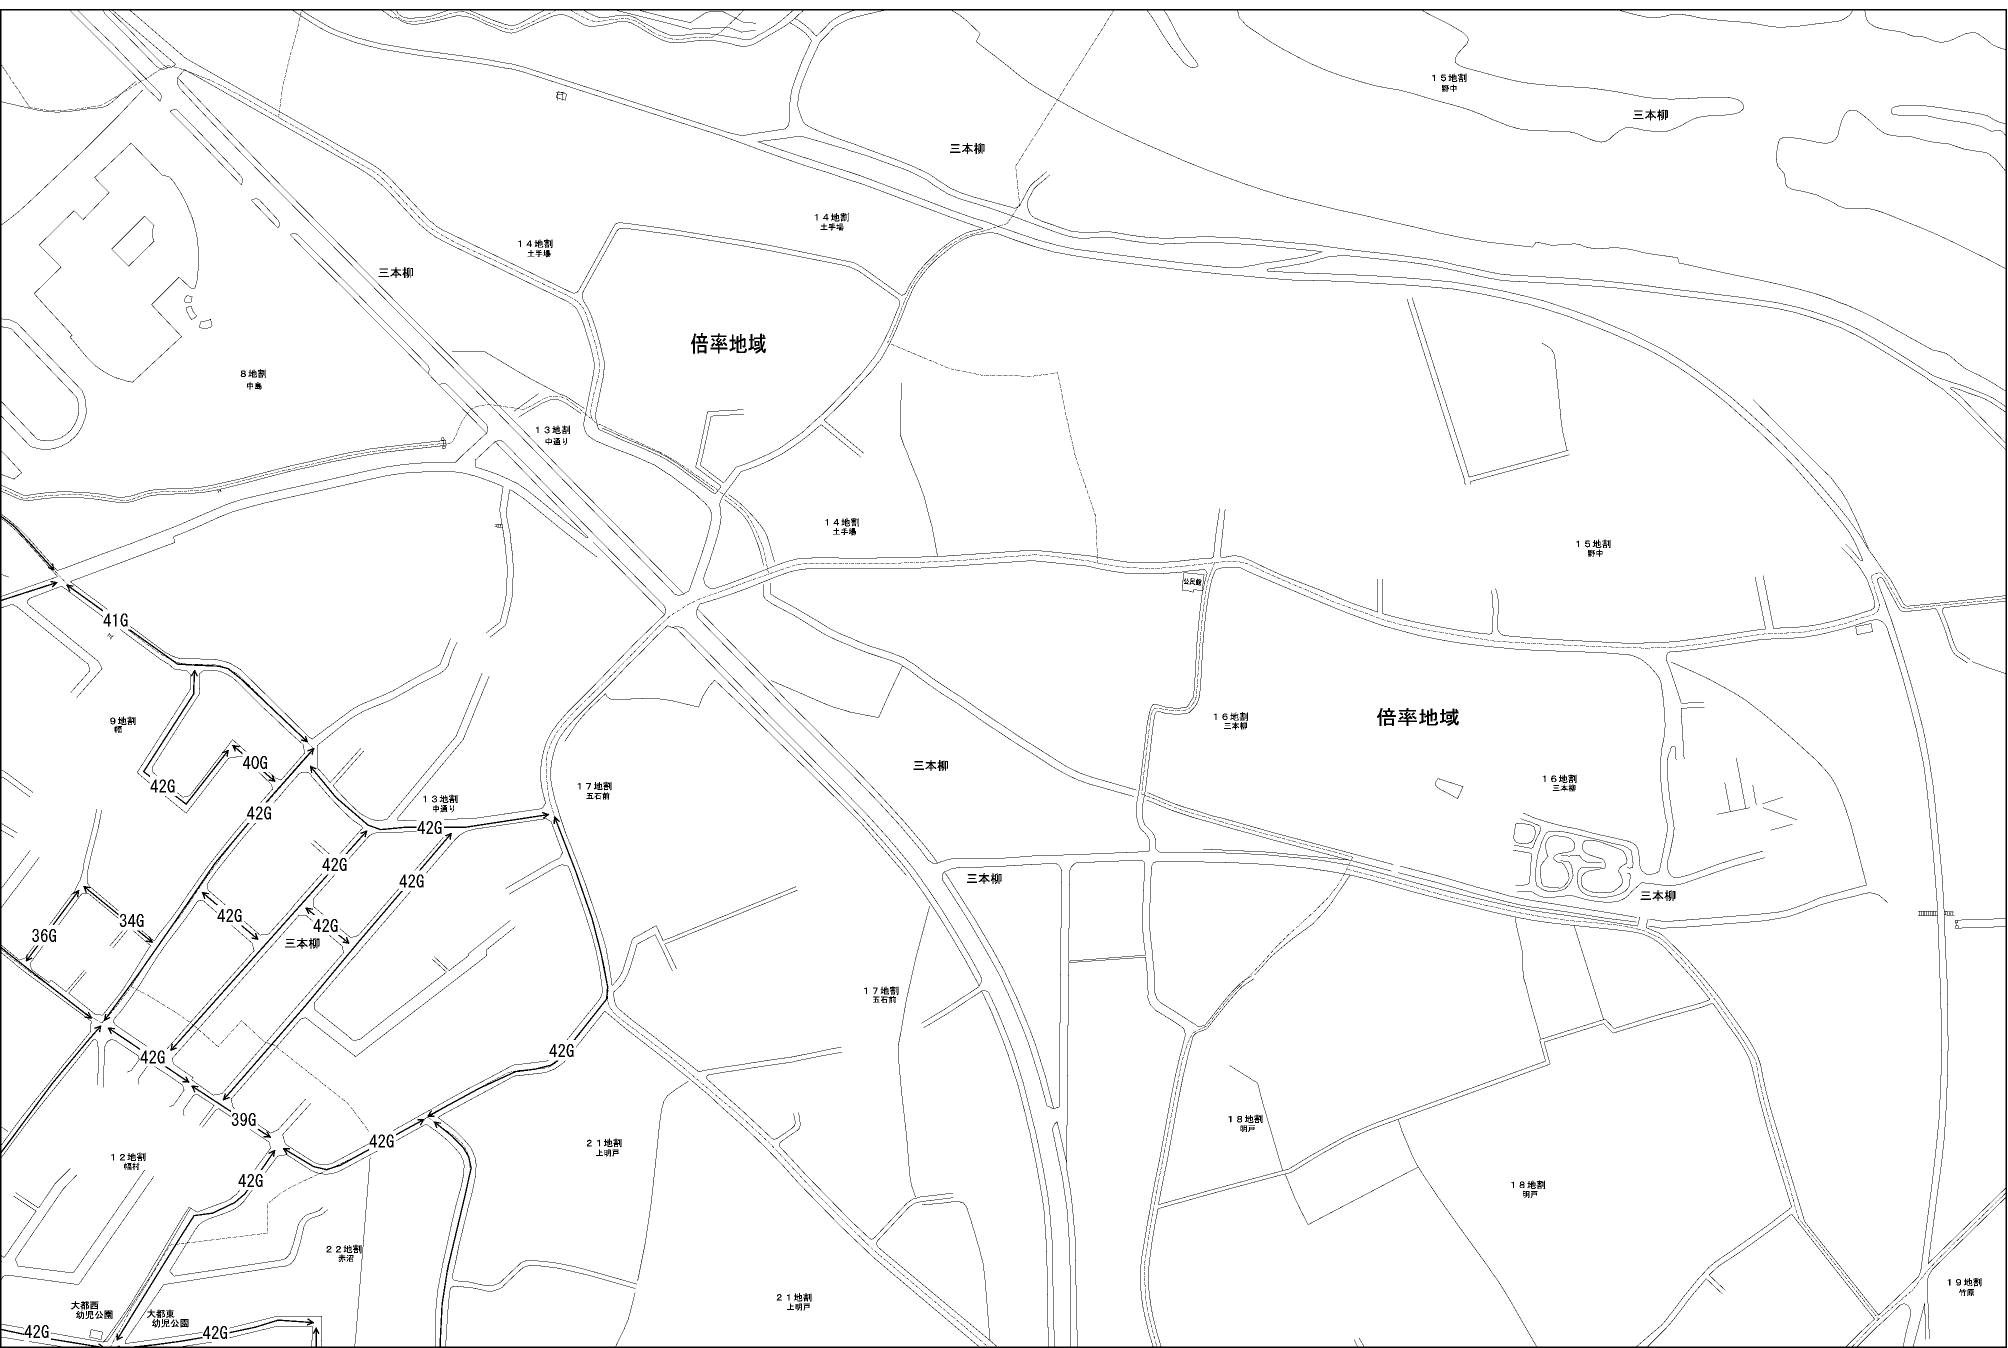 １５地割
野中
三本柳
三本柳
１４地割
土手場
１４地割
土手場
三本柳
倍率地域
８地割
中島
１３地割
中通り
１４地割
土手場
１５地割
野中
公民館
41G
９地割
幅
１６地割
三本柳
倍率地域
40G
三本柳
42G
１７地割
五石前
１６地割
三本柳
１３地割
中通り
42G
42G
42G
42G
三本柳
三本柳
42G
34G
42G
36G
三本柳
１７地割
五石前
42G
42G
39G
１８地割
明戸
42G
２１地割
上明戸
１２地割
幅村
42G
１８地割
明戸
２２地割
赤沼
１９地割
竹原
２１地割
上明戸
大都西
幼児公園
大都東
幼児公園
42G
42G